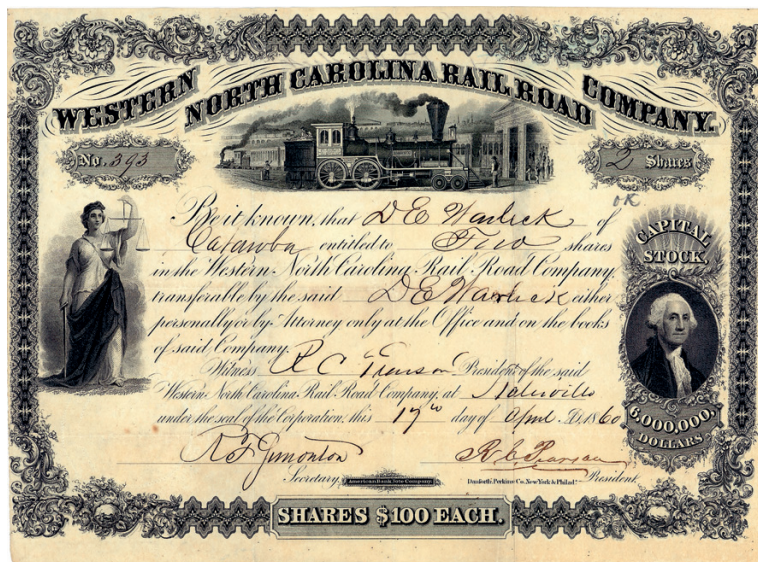 WESTERN NORTH CAROLINA RAIL ROAD COMPANY.
No. 393
2 Shares
OK
Be it known, that D E Warlick of
Catawba entitled to Two shares
in the Western North Carolina Rail Road Company,
transferable by the said D E Warlick either
personally or by Attorney only at the Office and on the books
of said Company.
Witness, R C Pearson President of the said
Western North Carolina Rail Road Company, at Statesville
under the seal of the Corporation, this 17th day of April A.D. 1860
R F Simonton
Secretary,
American Bank Note Company
R. C. Pearson
President,
Danforth, Perkins & Co. New York & Philada.
CAPITAL
STOCK,
6,000,000,
DOLLARS.
SHARES $100 EACH.